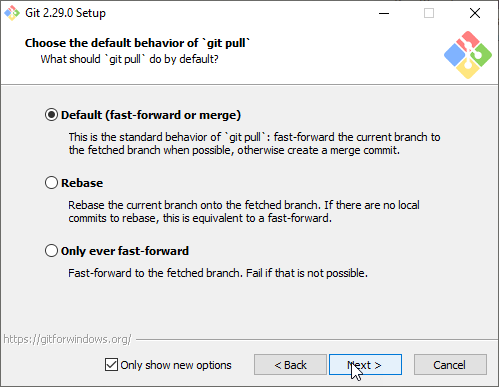 Git 2.29.0 Setup
Choose the default behavior of `git pull`
What should `git pull` do by default?
Default (fast-forward or merge)
This is the standard behavior of `git pull`: fast-forward the current branch to
the fetched branch when possible, otherwise create a merge commit.
Rebase
Rebase the current branch onto the fetched branch. If there are no local
commits to rebase, this is equivalent to a fast-forward.
Only ever fast-forward
Fast-forward to the fetched branch. Fail if that is not possible.
https://gitforwindows.org/
Only show new options
< Back
Next >
Cancel